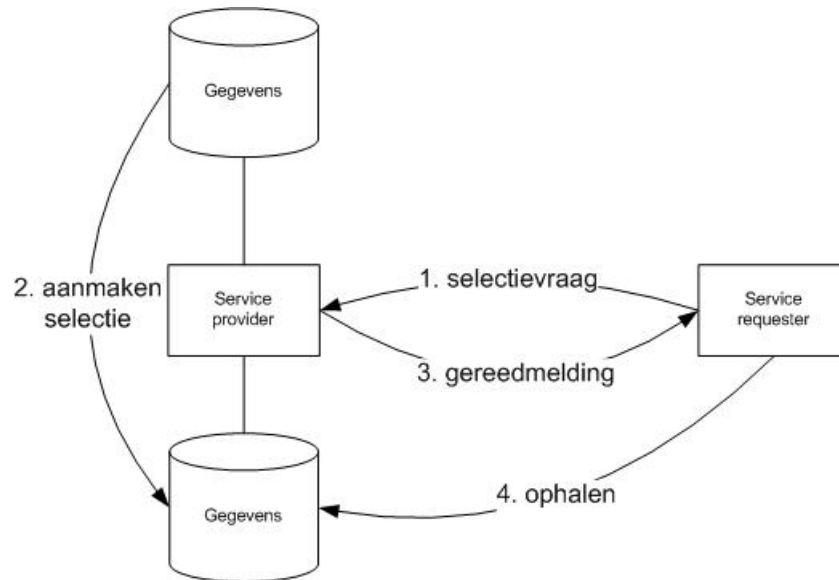 Gegevens
2. aanmaken
selectie
Service
provider
1. selectievraag
Service
requester
3. gereedmelding
4. ophalen
Gegevens